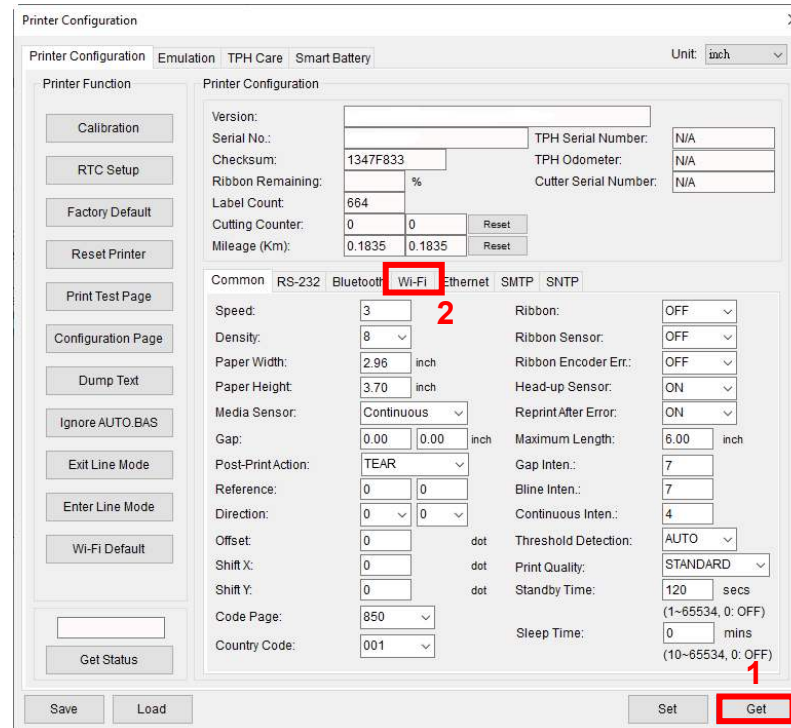 Printer Configuration
Printer Configuration Emulation TPH Care Smart Battery Unit: inch
Printer Function
Calibration
RTC Setup
Factory Default
Reset Printer
Print Test Page
Configuration Page
Dump Text
Ignore AUTO.BAS
Exit Line Mode
Enter Line Mode
Wi-Fi Default
Get Status
Printer Configuration
Version:
Serial No.: TPH Serial Number: N/A
Checksum: 1347F833 TPH Odometer: N/A
Ribbon Remaining: % Cutter Serial Number: N/A
Label Count: 664
Cutting Counter: 0 0 Reset
Mileage (Km): 0.1835 0.1835 Reset
Common RS-232 Bluetooth Wi-Fi Ethernet SMTP SNTP
2
Speed: 3 Ribbon: OFF
Density: 8 Ribbon Sensor: OFF
Paper Width: 2.96 inch Ribbon Encoder Err.: OFF
Paper Height: 3.70 inch Head-up Sensor: ON
Media Sensor: Continuous Reprint After Error: ON
Gap: 0.00 0.00 inch Maximum Length: 6.00 inch
Post-Print Action: TEAR Gap Inten.: 7
Reference: 0 0 Bline Inten.: 7
Direction: 0 0 Continuous Inten.: 4
Offset: 0 dot Threshold Detection: AUTO
Shift X: 0 dot Print Quality: STANDARD
Shift Y: 0 dot Standby Time: 120 secs
(1~65534, 0: OFF)
Code Page: 850
Sleep Time: 0 mins
Country Code: 001
(10~65534, 0: OFF)
1
Save Load Set Get